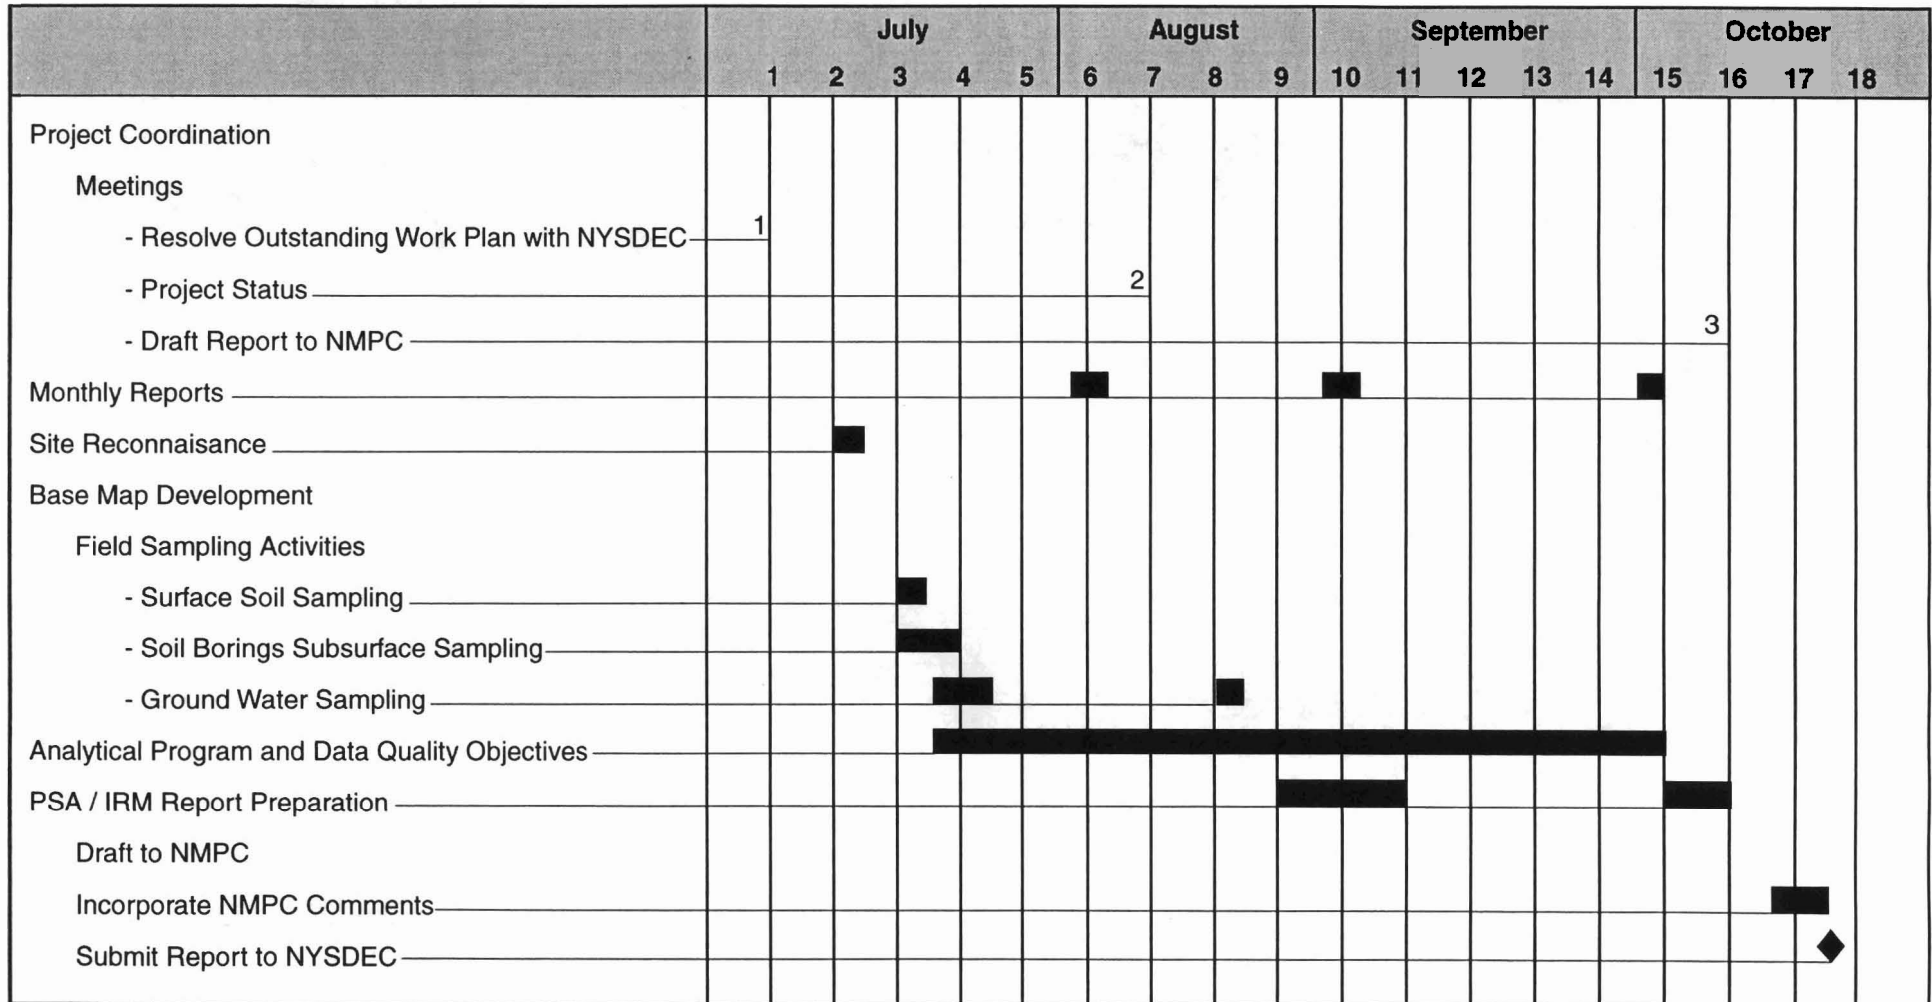 July August September October
1 2 3 4 5 6 7 8 9 10 11 12 13 14 15 16 17 18
Project Coordination
Meetings
- Resolve Outstanding Work Plan with NYSDEC 1
- Project Status 2
- Draft Report to NMPC 3
Monthly Reports
Site Reconnaisance
Base Map Development
Field Sampling Activities
- Surface Soil Sampling
- Soil Borings Subsurface Sampling
- Ground Water Sampling
Analytical Program and Data Quality Objectives
PSA / IRM Report Preparation
Draft to NMPC
Incorporate NMPC Comments
Submit Report to NYSDEC